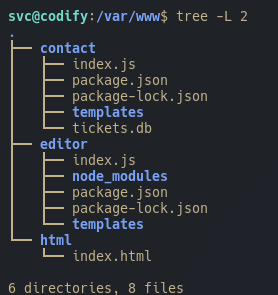 svc@codify:/var/www$ tree -L 2
.
├── contact
│   ├── index.js
│   ├── package.json
│   ├── package-lock.json
│   ├── templates
│   └── tickets.db
├── editor
│   ├── index.js
│   ├── node_modules
│   ├── package.json
│   ├── package-lock.json
│   └── templates
└── html
    └── index.html

6 directories, 8 files